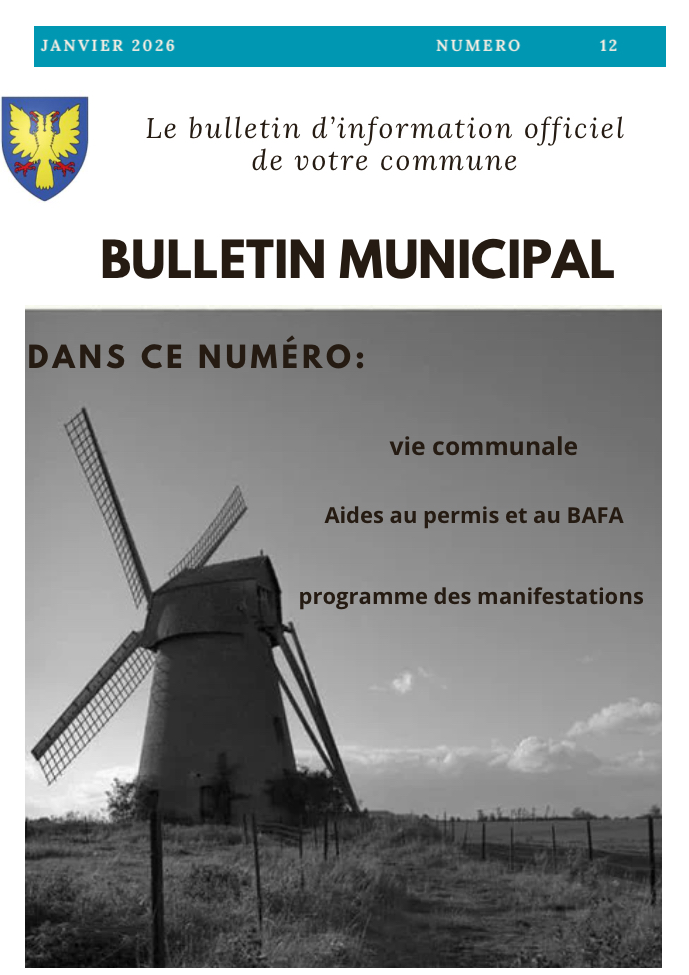 JANVIER 2026 NUMERO 12
Le bulletin d’information officiel
de votre commune
BULLETIN MUNICIPAL
DANS CE NUMÉRO:
vie communale
Aides au permis et au BAFA
programme des manifestations